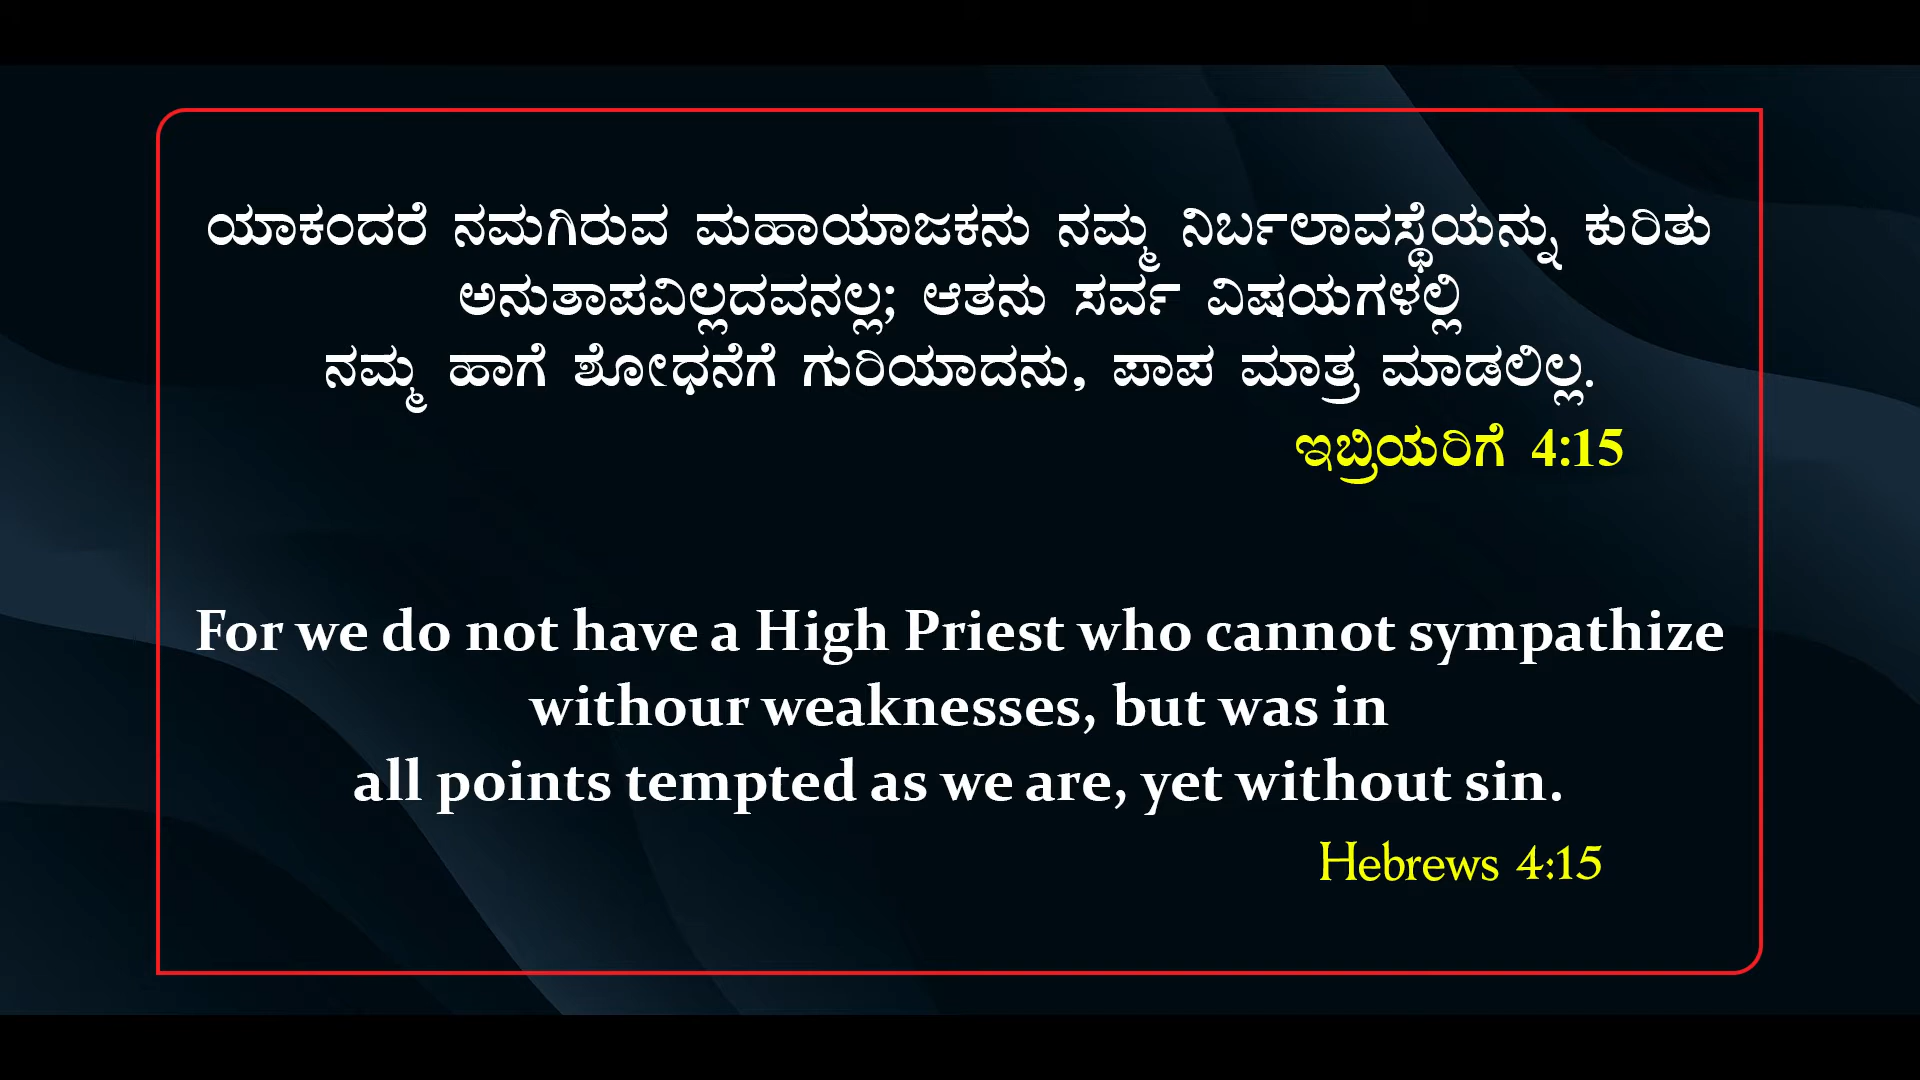 ಯಾಕಂದರೆ ನಮಗಿರುವ ಮಹಾಯಾಜಕನು ನಮ್ಮ ನಿರ್ಬಲಾವಸ್ಥೆಯನ್ನು ಕುರಿತು
ಅನುತಾಪವಿಲ್ಲದವನಲ್ಲ; ಆತನು ಸರ್ವ ವಿಷಯಗಳಲ್ಲಿ
ನಮ್ಮ ಹಾಗೆ ಶೋಧನೆಗೆ ಗುರಿಯಾದನು, ಪಾಪ ಮಾತ್ರ ಮಾಡಲಿಲ್ಲ.
ಇಬ್ರಿಯರಿಗೆ 4:15
For we do not have a High Priest who cannot sympathize
withour weaknesses, but was in
all points tempted as we are, yet without sin.
Hebrews 4:15